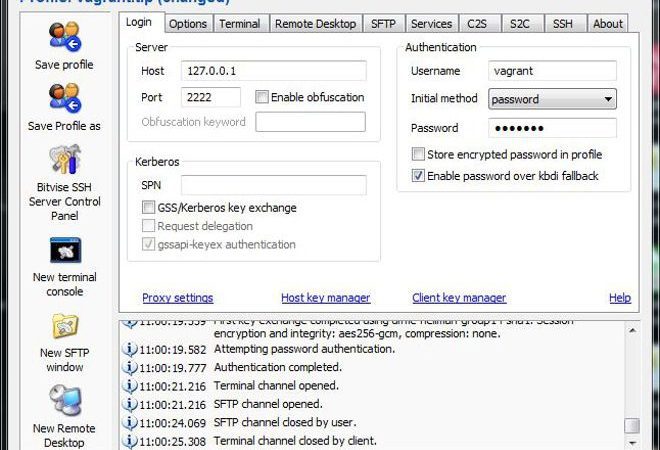 Profile: vagrant.tlp (changed)
Login Options Terminal Remote Desktop SFTP Services C2S S2C SSH About
Save profile
Save Profile as
Bitvise SSH
Server Control
Panel
New terminal
console
New SFTP
window
New Remote
Desktop
Server
Host 127.0.0.1
Port 2222 Enable obfuscation
Obfuscation keyword
Kerberos
SPN
GSS/Kerberos key exchange
Request delegation
gssapi-keyex authentication
Authentication
Username vagrant
Initial method password
Password •••••••
Store encrypted password in profile
Enable password over kbdi fallback
Proxy settings Host key manager Client key manager Help
11:00:19.559 First key exchange completed using diffie-hellman-group1-sha1. Session
encryption and integrity: aes256-gcm, compression: none.
11:00:19.582 Attempting password authentication.
11:00:19.777 Authentication completed.
11:00:21.216 Terminal channel opened.
11:00:21.216 SFTP channel opened.
11:00:24.069 SFTP channel closed by user.
11:00:25.308 Terminal channel closed by client.